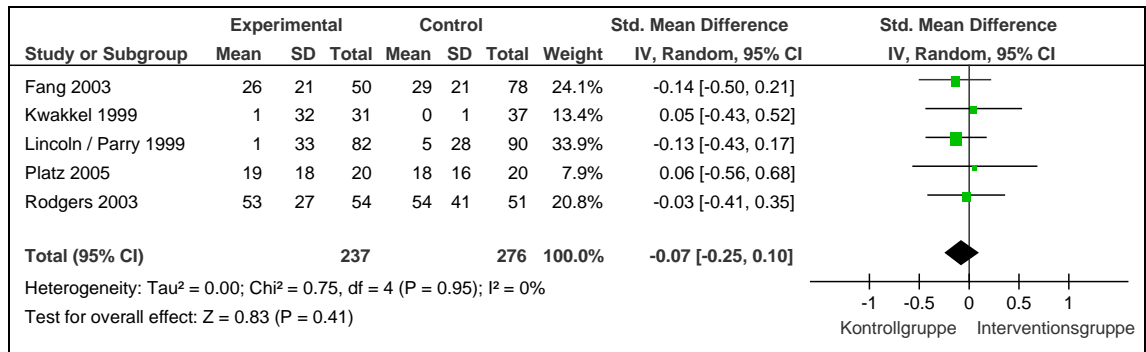 Experimental Control Std. Mean Difference Std. Mean Difference
Study or Subgroup Mean SD Total Mean SD Total Weight IV, Random, 95% CI IV, Random, 95% CI
Fang 2003 26 21 50 29 21 78 24.1% -0.14 [-0.50, 0.21]
Kwakkel 1999 1 32 31 0 1 37 13.4% 0.05 [-0.43, 0.52]
Lincoln / Parry 1999 1 33 82 5 28 90 33.9% -0.13 [-0.43, 0.17]
Platz 2005 19 18 20 18 16 20 7.9% 0.06 [-0.56, 0.68]
Rodgers 2003 53 27 54 54 41 51 20.8% -0.03 [-0.41, 0.35]
Total (95% CI) 237 276 100.0% -0.07 [-0.25, 0.10]
Heterogeneity: Tau² = 0.00; Chi² = 0.75, df = 4 (P = 0.95); I² = 0%
Test for overall effect: Z = 0.83 (P = 0.41)
-1 -0.5 0 0.5 1
Kontrollgruppe Interventionsgruppe